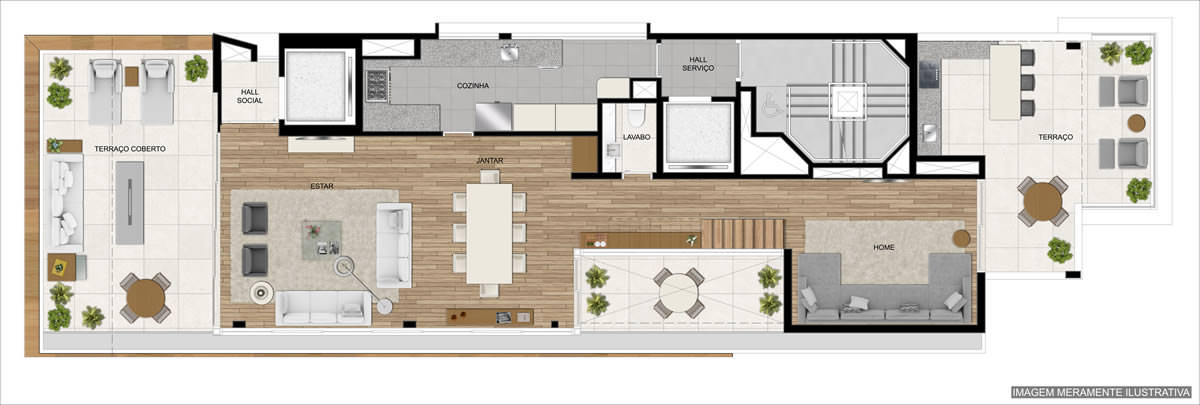 HALL
SOCIAL
COZINHA
HALL
SERVIÇO
LAVABO
TERRAÇO COBERTO
JANTAR
ESTAR
TERRAÇO
HOME
IMAGEM MERAMENTE ILUSTRATIVA